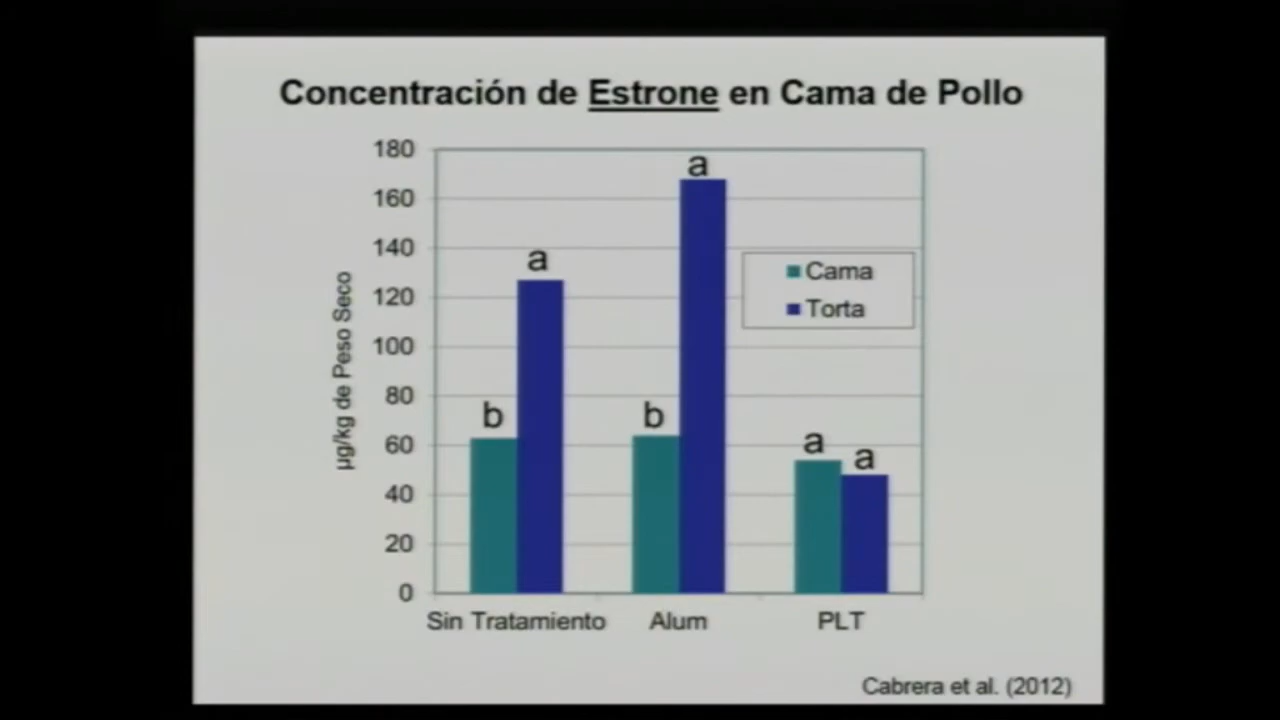 Concentración de Estrone en Cama de Pollo
180
160
140
120
100
80
60
40
20
0
µg/kg de Peso Seco
b
a
b
a
a
a
Cama
Torta
Sin Tratamiento
Alum
PLT
Cabrera et al. (2012)